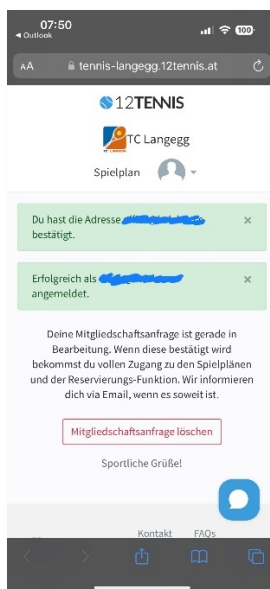 07:50
100
◀ Outlook
AA tennis-langegg.12tennis.at
12TENNIS
TC Langegg
Spielplan
Du hast die Adresse
×
bestätigt.
Erfolgreich als
×
angemeldet.
Deine Mitgliedschaftsanfrage ist gerade in
Bearbeitung. Wenn diese bestätigt wird
bekommst du vollen Zugang zu den Spielplänen
und der Reservierungs-Funktion. Wir informieren
dich via Email, wenn es soweit ist.
Mitgliedschaftsanfrage löschen
Sportliche Grüße!
Kontakt FAQs